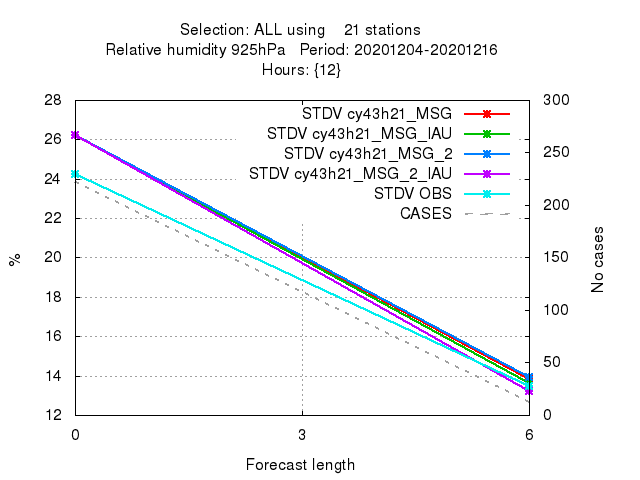 Selection: ALL using    21 stations
Relative humidity 925hPa   Period: 20201204-20201216
Hours: {12}
28
26
24
22
20
18
16
14
12
%
STDV cy43h21_MSG
STDV cy43h21_MSG_IAU
STDV cy43h21_MSG_2
STDV cy43h21_MSG_2_IAU
STDV OBS
CASES
300
250
200
150
100
50
0
No cases
0
3
6
Forecast length